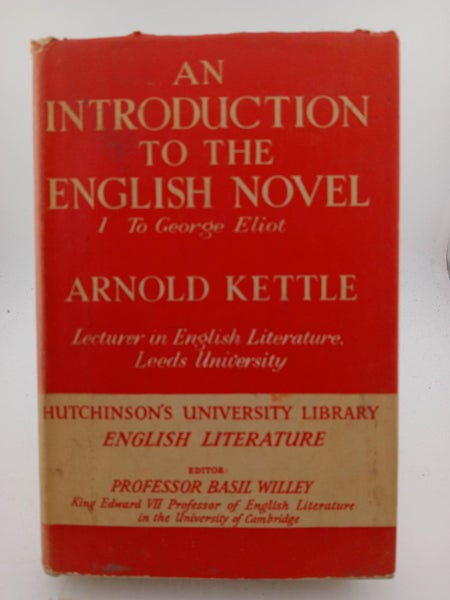 AN
INTRODUCTION
TO THE
ENGLISH NOVEL
I To George Eliot
ARNOLD KETTLE
Lecturer in English Literature,
Leeds University
HUTCHINSON'S UNIVERSITY LIBRARY
ENGLISH LITERATURE
EDITOR:
PROFESSOR BASIL WILLEY
King Edward VII Professor of English Literature
in the University of Cambridge